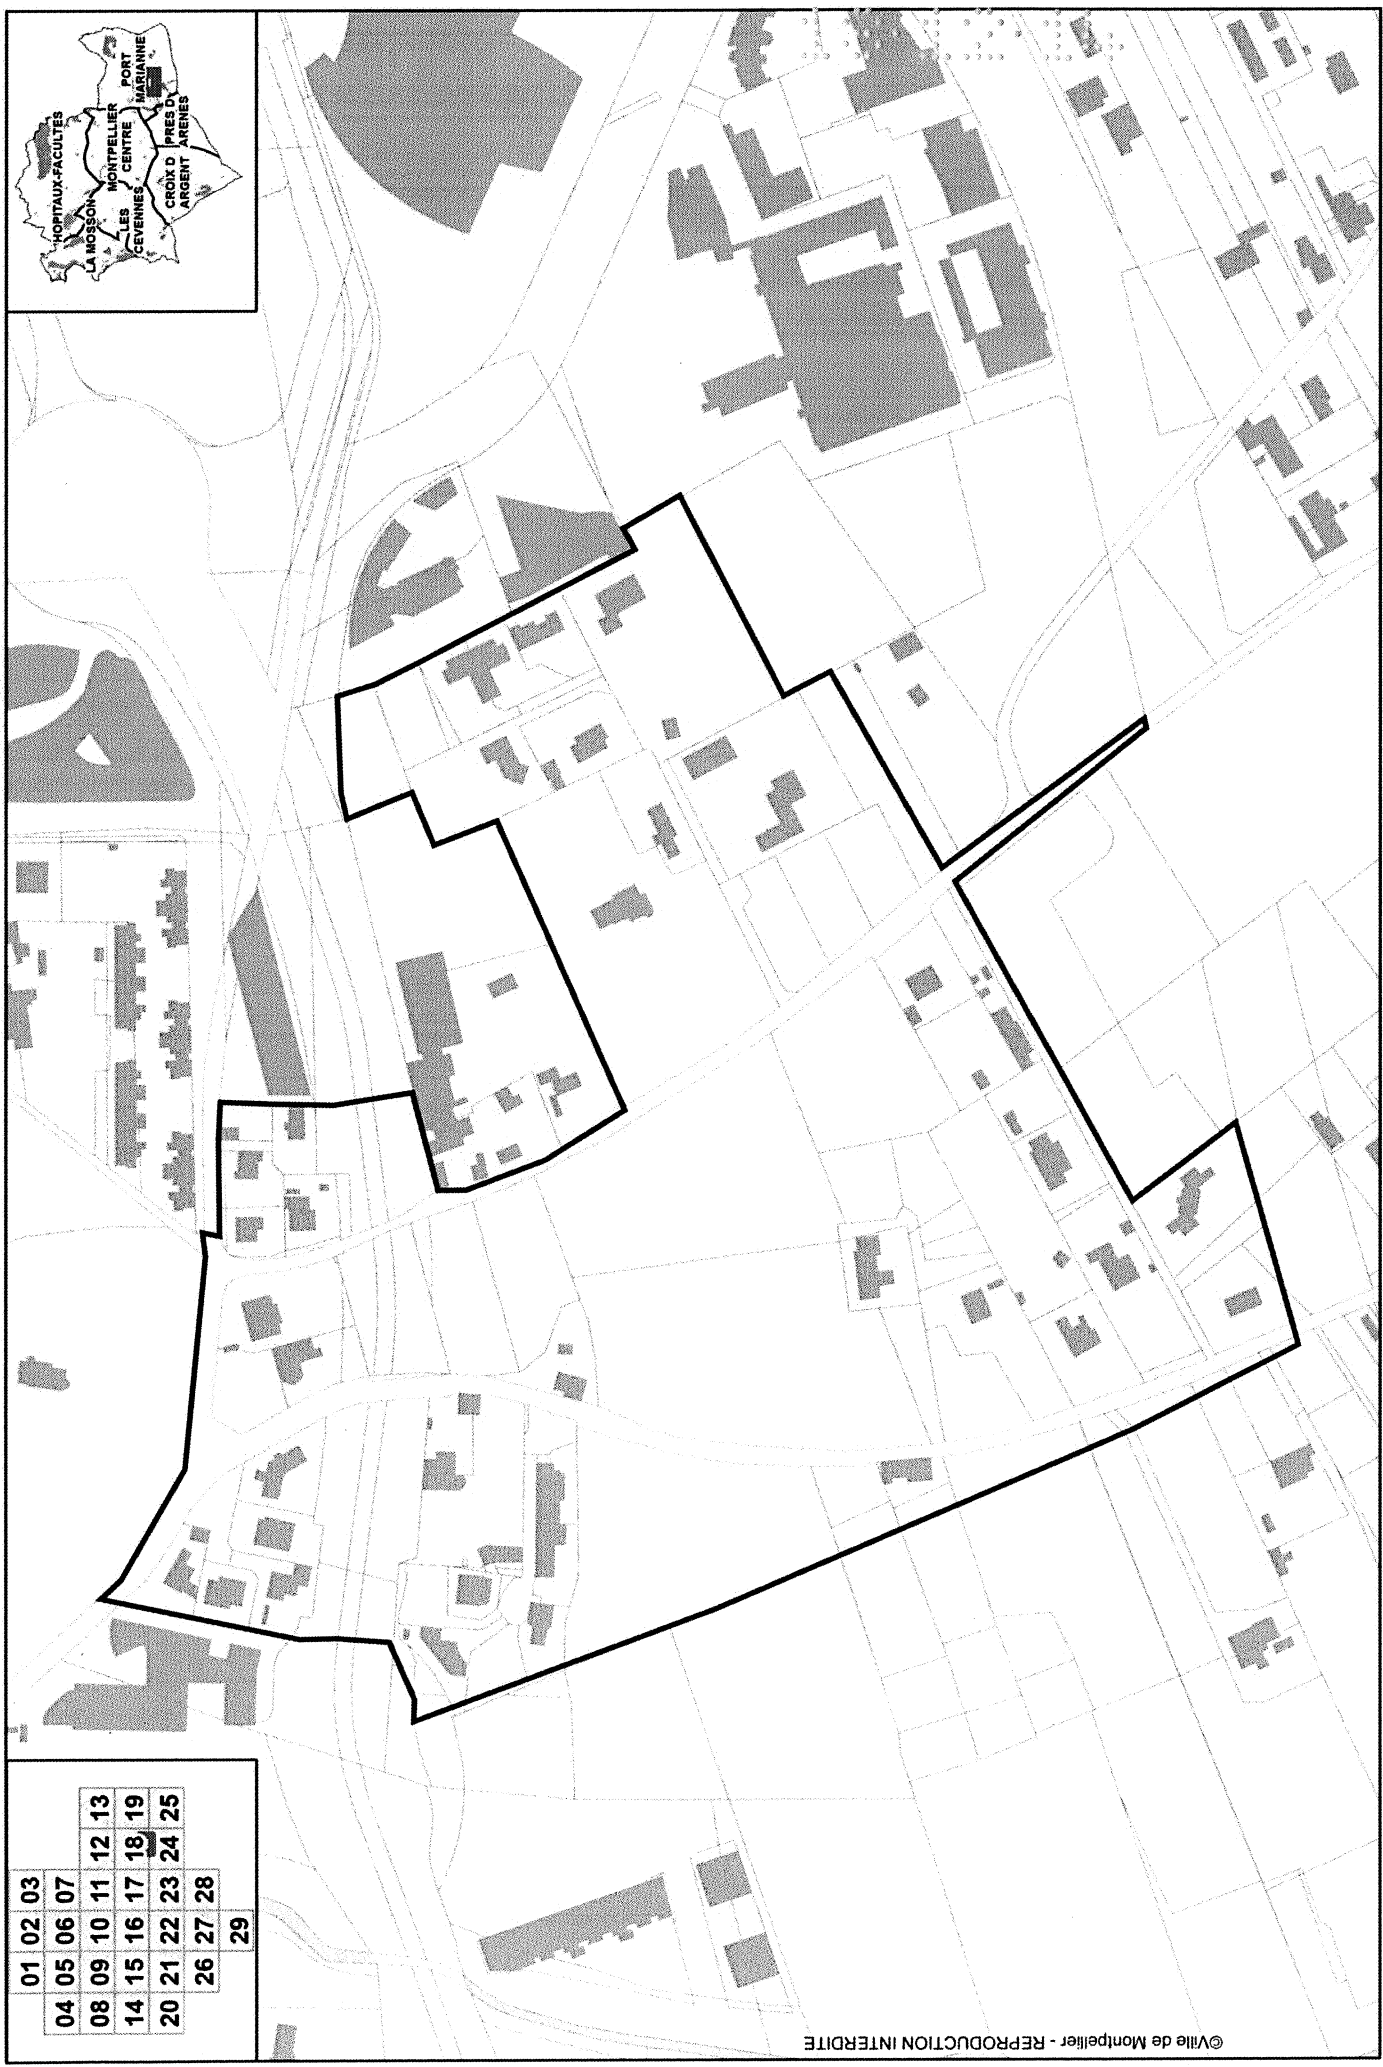 01 02 03
04 05 06 07
08 09 10 11 12 13
14 15 16 17 18 19
20 21 22 23 24 25
26 27 28
29
HOPITAUX-FACULTES
LA MOSSON
MONTPELLIER
CENTRE
PORT
MARIANNE
LES
CEVENNES
CROIX D
ARGENT
PRES D
ARENES
©Ville de Montpellier - REPRODUCTION INTERDITE